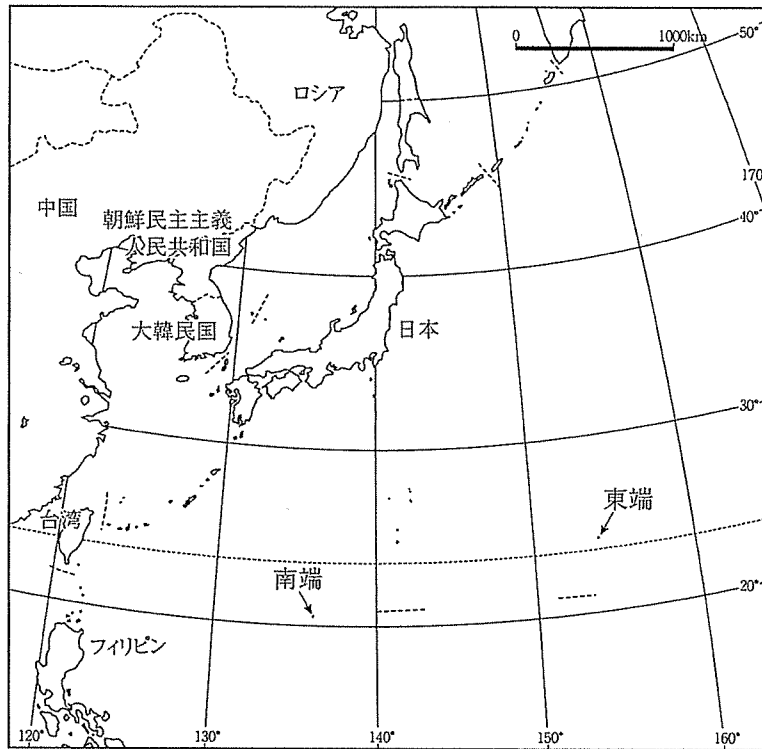 0
1000km
50°
ロシア
170°
中国
朝鮮民主主義
人民共和国
40°
大韓民国
日本
30°
東端
台湾
南端
20°
フィリピン
120°
130°
140°
150°
160°